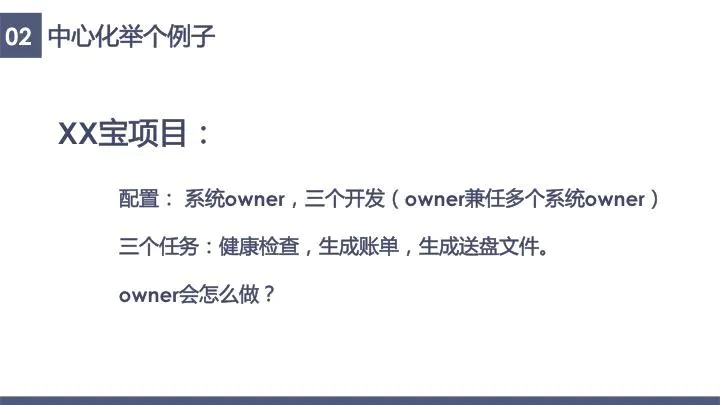 02 中心化举个例子
XX宝项目：
配置： 系统owner，三个开发（owner兼任多个系统owner）
三个任务：健康检查，生成账单，生成送盘文件。
owner会怎么做？